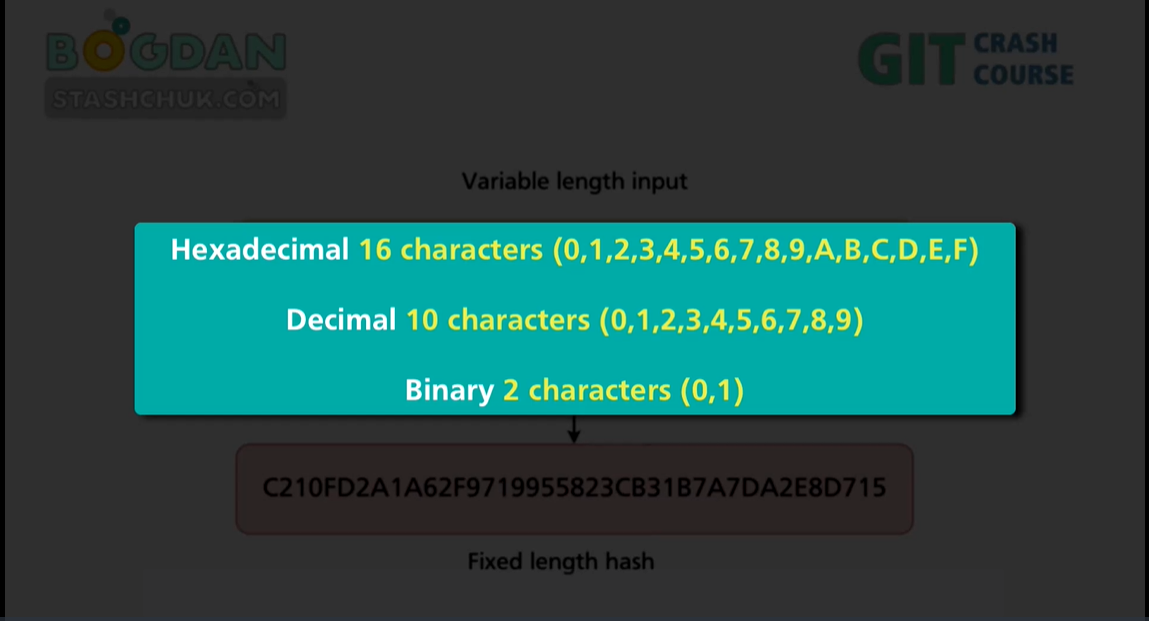 BOGDAN
STASHCHUK.COM
GIT CRASH COURSE
Variable length input
Hexadecimal 16 characters (0,1,2,3,4,5,6,7,8,9,A,B,C,D,E,F)
Decimal 10 characters (0,1,2,3,4,5,6,7,8,9)
Binary 2 characters (0,1)
C210FD2A1A62F9719955823CB31B7A7DA2E8D715
Fixed length hash